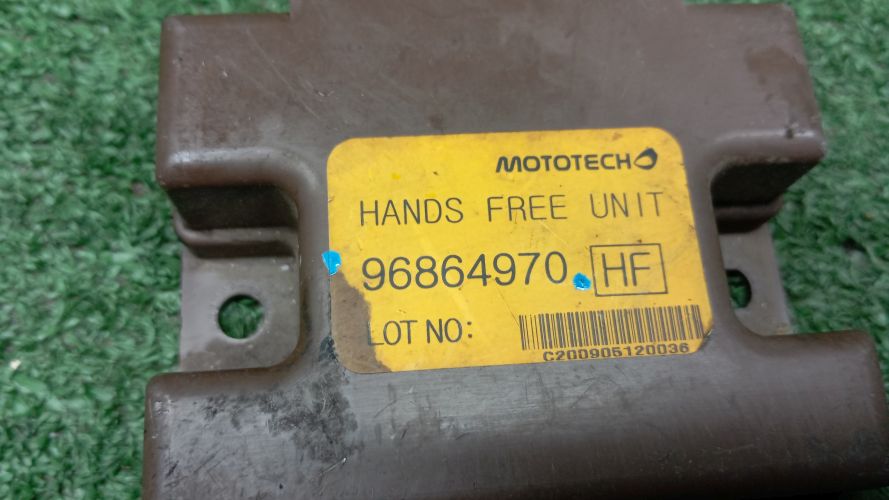 MOTOTECH
HANDS FREE UNIT
96864970 HF
LOT NO:
C200905120036